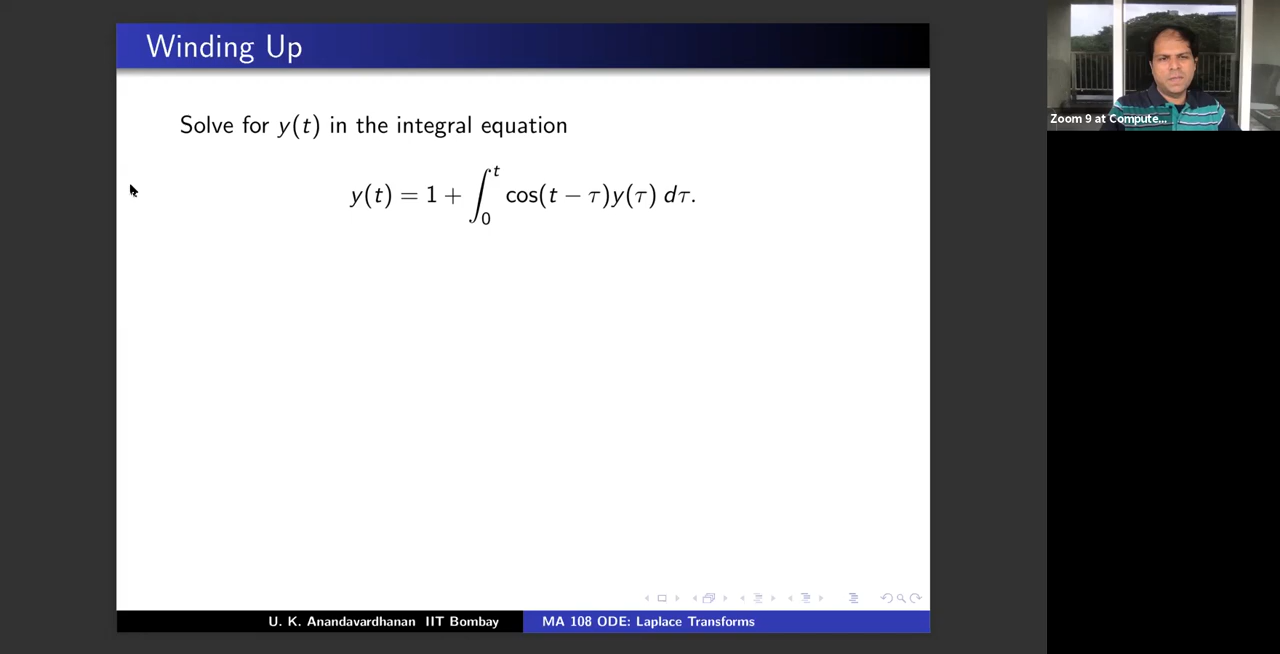 Winding Up
Solve for y(t) in the integral equation
y(t) = 1 + ∫₀ᵗ cos(t − τ)y(τ) dτ.
Zoom 9 at Compute...
U. K. Anandavardhanan IIT Bombay
MA 108 ODE: Laplace Transforms